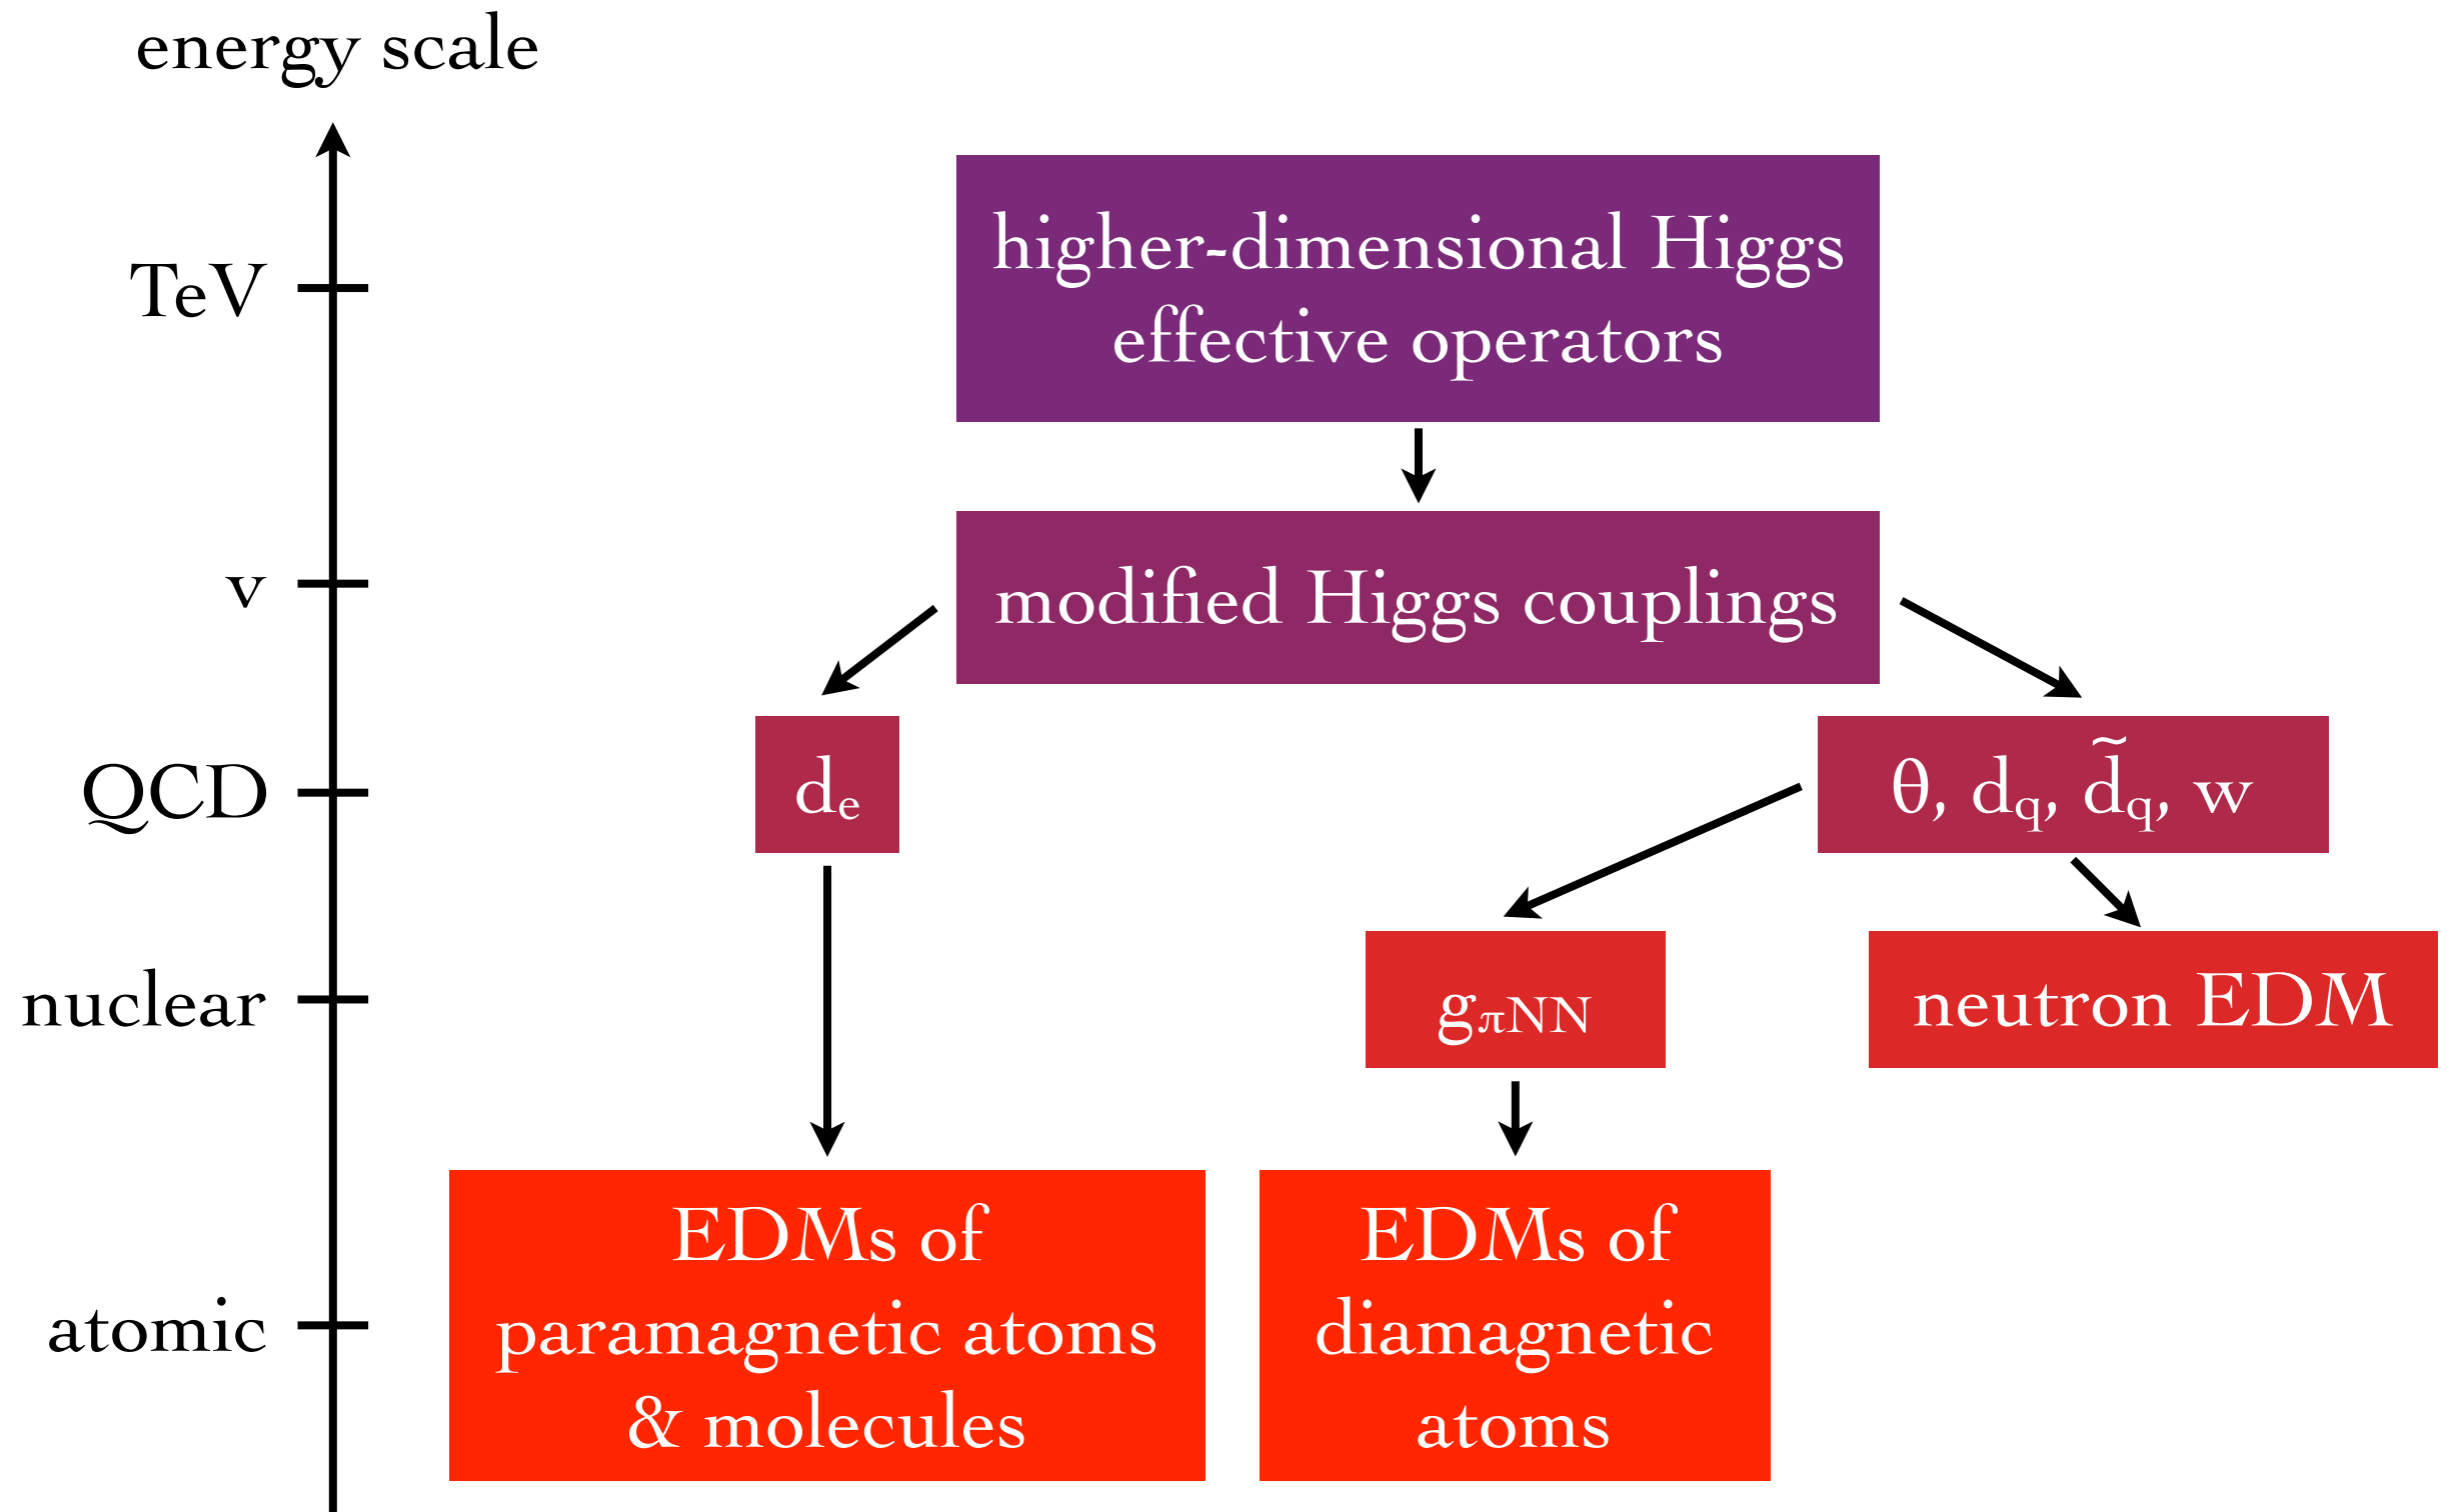 energy scale
TeV
higher-dimensional Higgs
effective operators
v
modified Higgs couplings
QCD
dₑ
θ, d_q, d̃_q, w
nuclear
g_πNN
neutron EDM
atomic
EDMs of
paramagnetic atoms
& molecules
EDMs of
diamagnetic
atoms